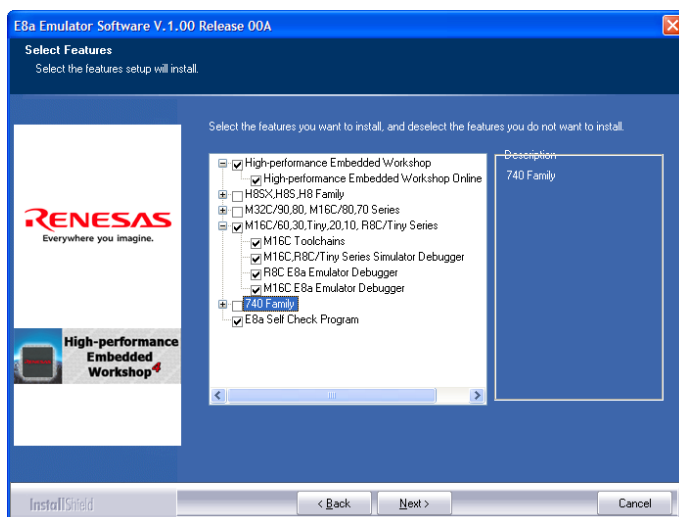 E8a Emulator Software V.1.00 Release 00A
Select Features
Select the features setup will install.
Select the features you want to install, and deselect the features you do not want to install.
High-performance Embedded Workshop
High-performance Embedded Workshop Online
H8SX,H8S,H8 Family
M32C/90,80, M16C/80,70 Series
M16C/60,30,Tiny,20,10, R8C/Tiny Series
M16C Toolchains
M16C,R8C/Tiny Series Simulator Debugger
R8C E8a Emulator Debugger
M16C E8a Emulator Debugger
740 Family
E8a Self Check Program
Description
740 Family
RENESAS
Everywhere you imagine.
High-performance
Embedded
Workshop 4
InstallShield
< Back
Next >
Cancel